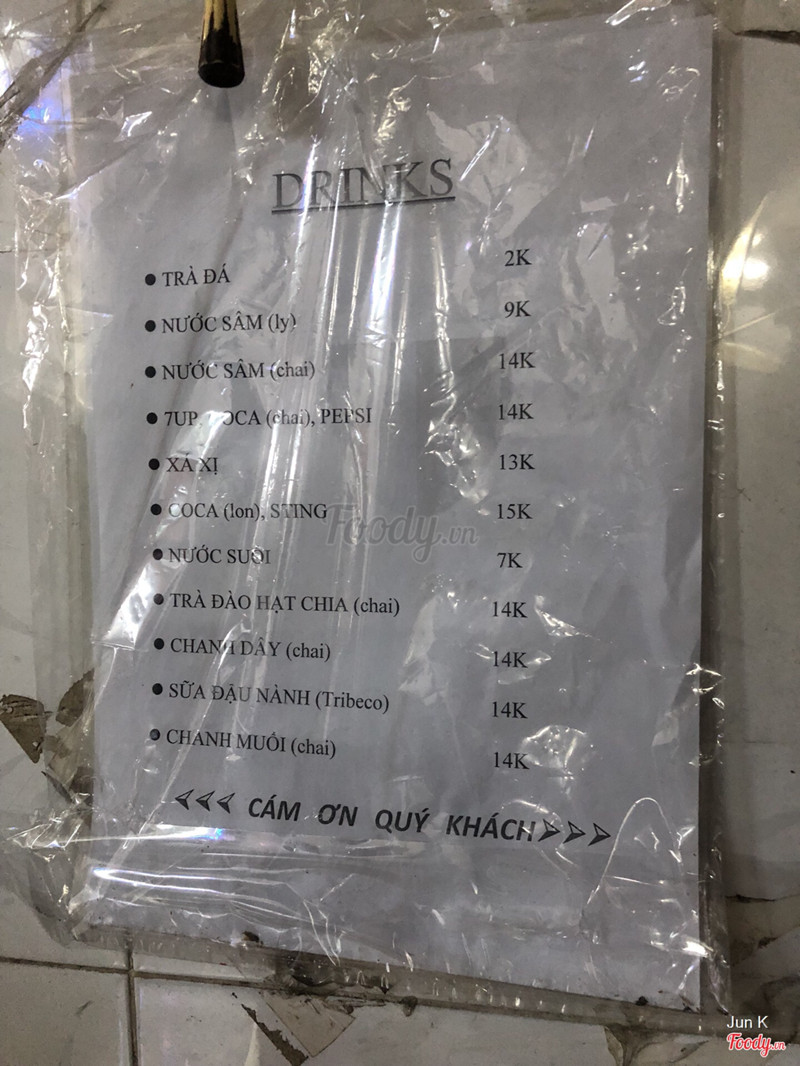 DRINKS
● TRÀ ĐÁ 2K
● NƯỚC SÂM (ly) 9K
● NƯỚC SÂM (chai) 14K
● 7UP, COCA (chai), PEPSI 14K
● XÁ XỊ 13K
● COCA (lon), STING 15K
● NƯỚC SUỐI 7K
● TRÀ ĐÀO HẠT CHIA (chai) 14K
● CHANH DÂY (chai) 14K
● SỮA ĐẬU NÀNH (Tribeco) 14K
● CHANH MUỐI (chai) 14K
CÁM ƠN QUÝ KHÁCH
Foody.vn
Jun K
Foody.vn